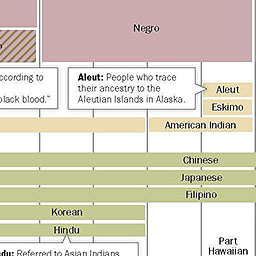 Negro
ccording to
black blood."
Aleut: People who trace
their ancestry to the
Aleutian Islands in Alaska.
Aleut
Eskimo
American Indian
Chinese
Japanese
Filipino
Korean
Hindu
Part
Hawaiian
du: Referred to Asian Indians